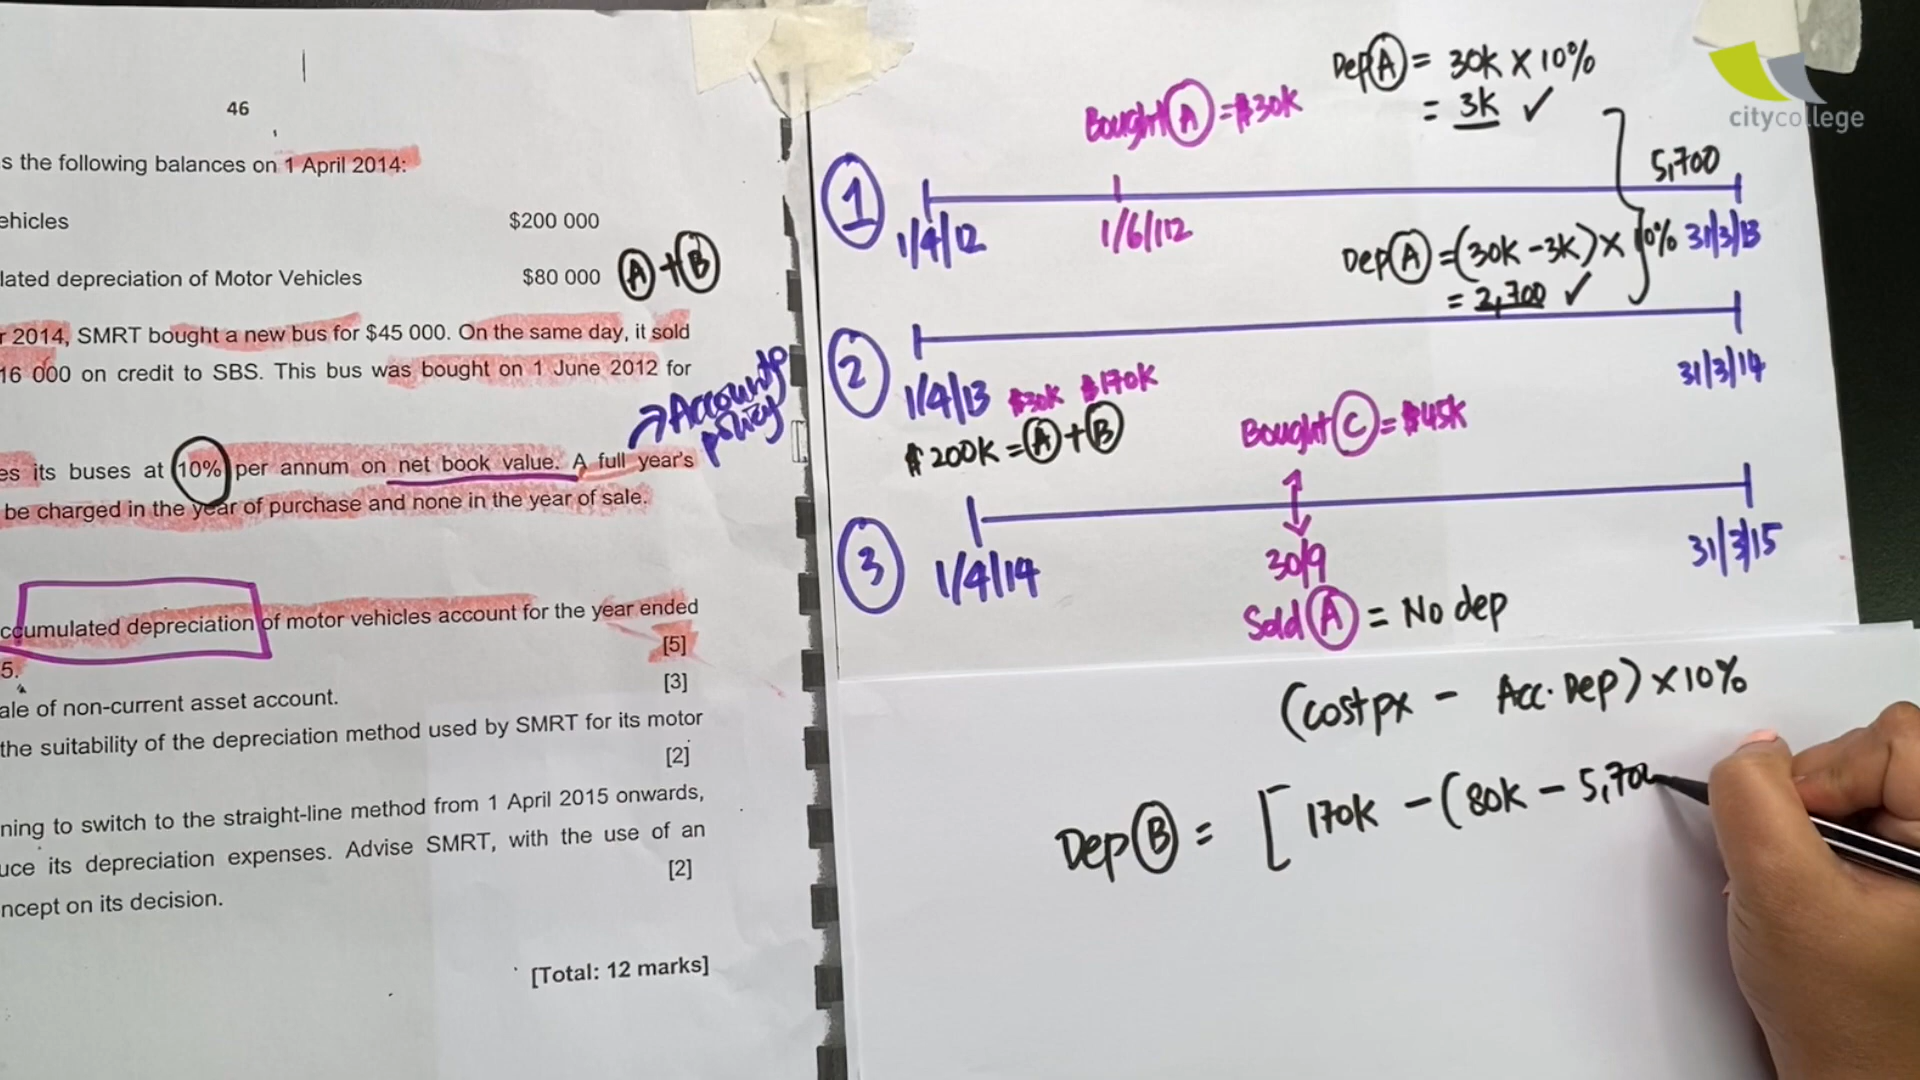 46
s the following balances on 1 April 2014:
ehicles $200 000
lated depreciation of Motor Vehicles $80 000 A + B
r 2014, SMRT bought a new bus for $45 000. On the same day, it sold
16 000 on credit to SBS. This bus was bought on 1 June 2012 for
→ Accounting policy
es its buses at 10% per annum on net book value. A full year's
be charged in the year of purchase and none in the year of sale.
ccumulated depreciation of motor vehicles account for the year ended
5. [5]
ale of non-current asset account. [3]
the suitability of the depreciation method used by SMRT for its motor
[2]
ning to switch to the straight-line method from 1 April 2015 onwards,
uce its depreciation expenses. Advise SMRT, with the use of an
ncept on its decision. [2]
[Total: 12 marks]
citycollege
Dep A = 30K x 10%
= 3K ✓
Bought A = $30K
5,700
1
1/4/12 1/6/112 31/3/13
Dep A = (30K - 3K) x 10%
= 2,700 ✓
2
1/4/13 31/3/14
$30K $170K
$200K = A + B
Bought C = $45K
3
1/4/14 30/9 31/3/15
Sold A = No dep
(Cost px - Acc. Dep) x 10%
Dep B = [ 170K - (80K - 5,700